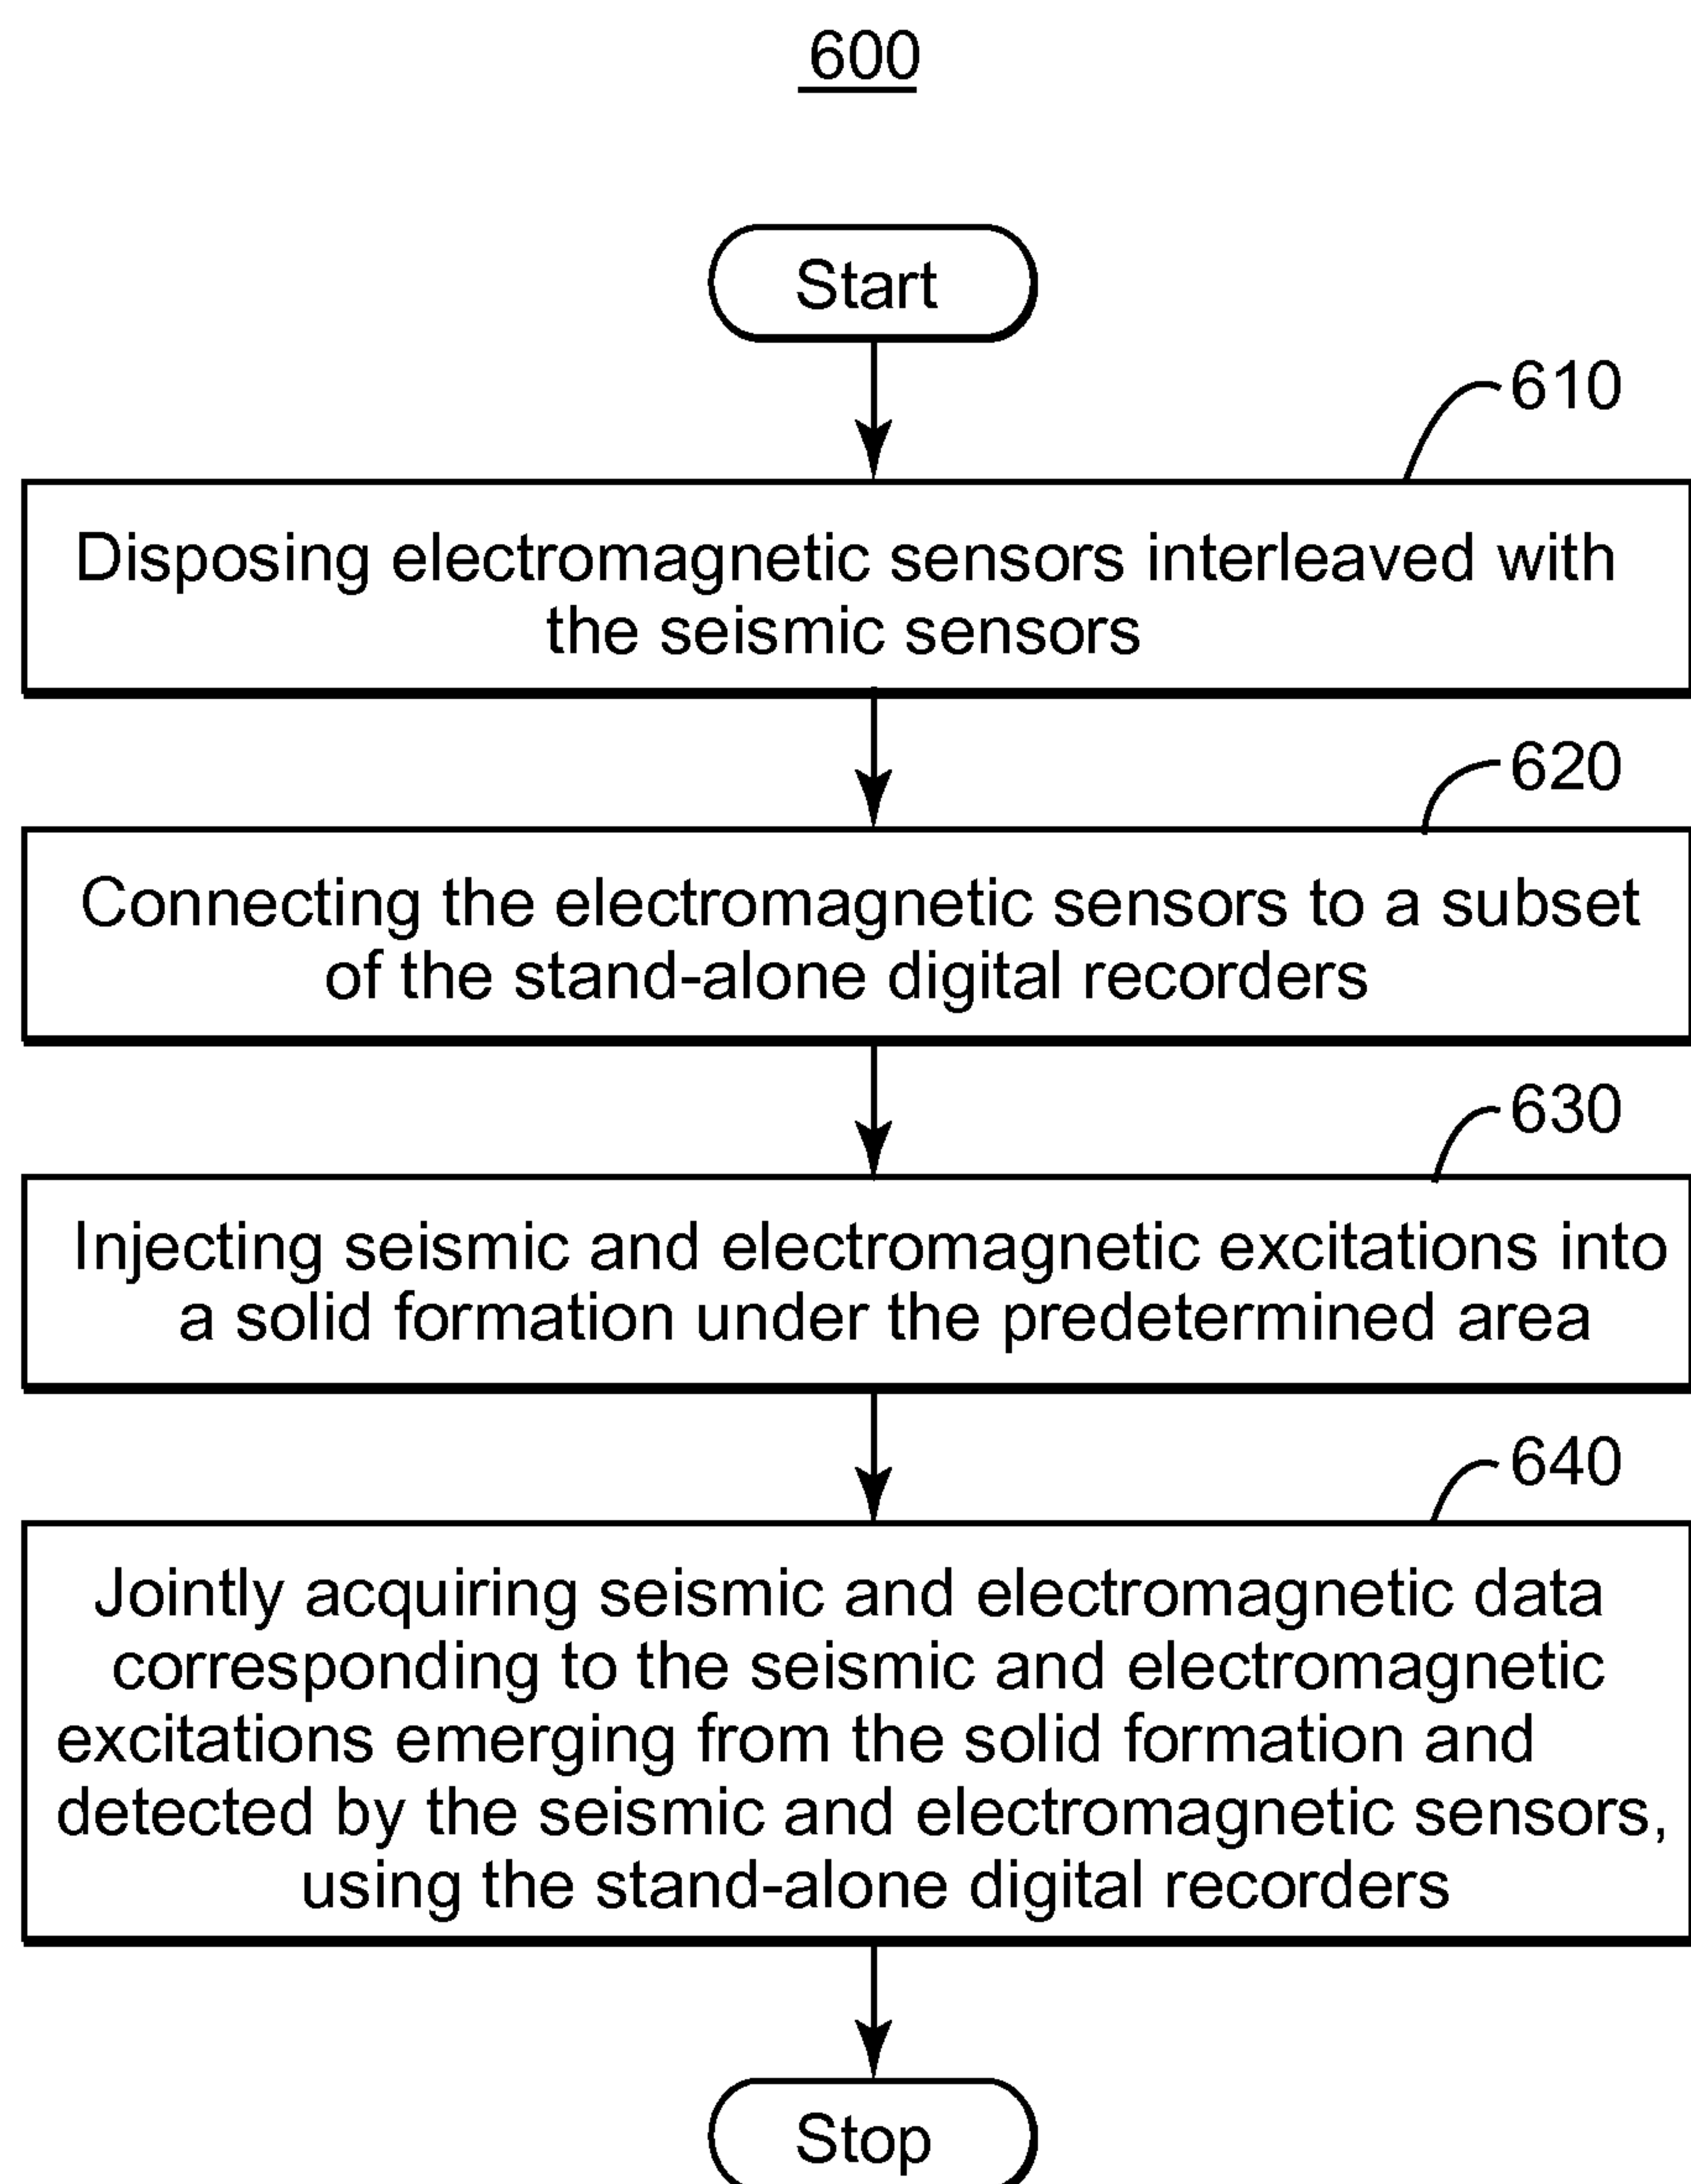 600
Start
610
Disposing electromagnetic sensors interleaved with
the seismic sensors
620
Connecting the electromagnetic sensors to a subset
of the stand-alone digital recorders
630
Injecting seismic and electromagnetic excitations into
a solid formation under the predetermined area
640
Jointly acquiring seismic and electromagnetic data
corresponding to the seismic and electromagnetic
excitations emerging from the solid formation and
detected by the seismic and electromagnetic sensors,
using the stand-alone digital recorders
Stop